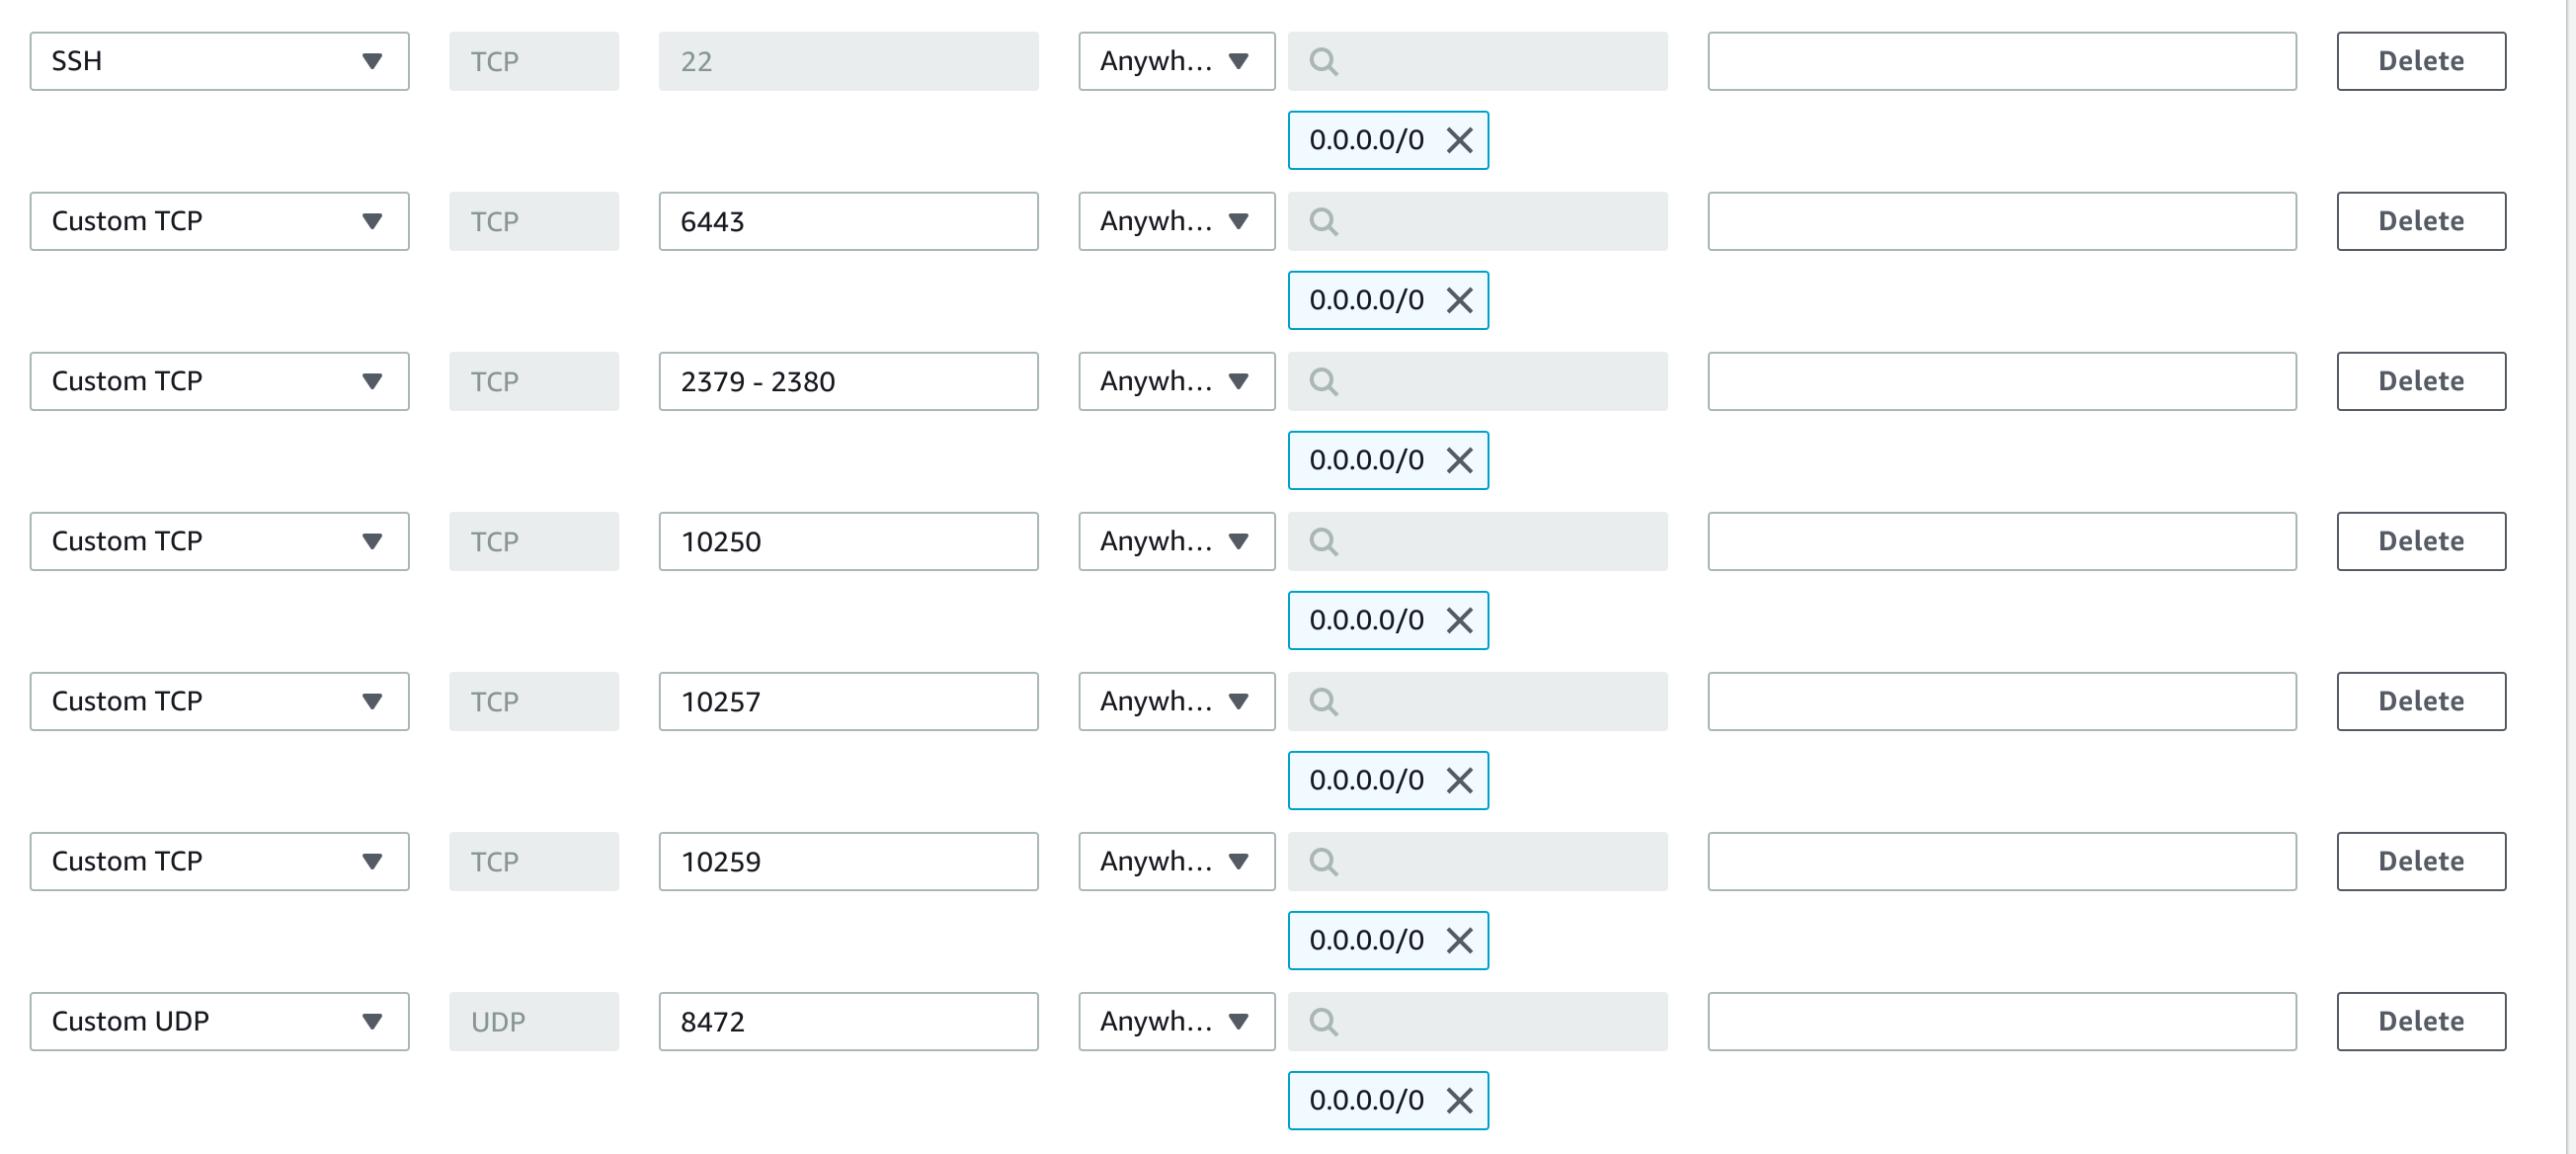 SSH TCP 22 Anywh... Delete
0.0.0.0/0
Custom TCP TCP 6443 Anywh... Delete
0.0.0.0/0
Custom TCP TCP 2379 - 2380 Anywh... Delete
0.0.0.0/0
Custom TCP TCP 10250 Anywh... Delete
0.0.0.0/0
Custom TCP TCP 10257 Anywh... Delete
0.0.0.0/0
Custom TCP TCP 10259 Anywh... Delete
0.0.0.0/0
Custom UDP UDP 8472 Anywh... Delete
0.0.0.0/0